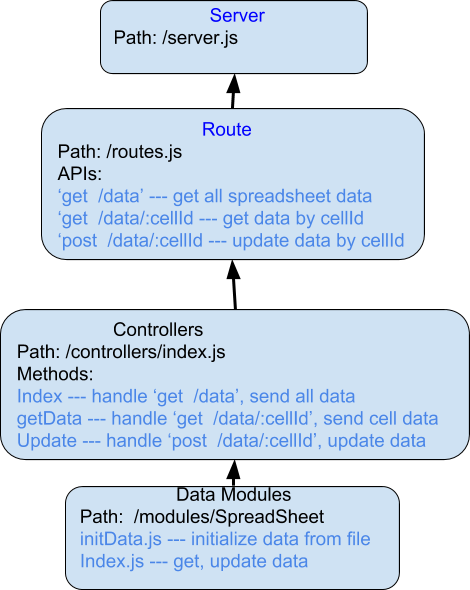 Server
Path: /server.js
Route
Path: /routes.js
APIs:
‘get  /data’ --- get all spreadsheet data
‘get  /data/:cellId --- get data by cellId
‘post  /data/:cellId --- update data by cellId
Controllers
Path: /controllers/index.js
Methods:
Index --- handle ‘get  /data’, send all data
getData --- handle ‘get  /data/:cellId’, send cell data
Update --- handle ‘post  /data/:cellId’, update data
Data Modules
Path:  /modules/SpreadSheet
initData.js --- initialize data from file
Index.js --- get, update data